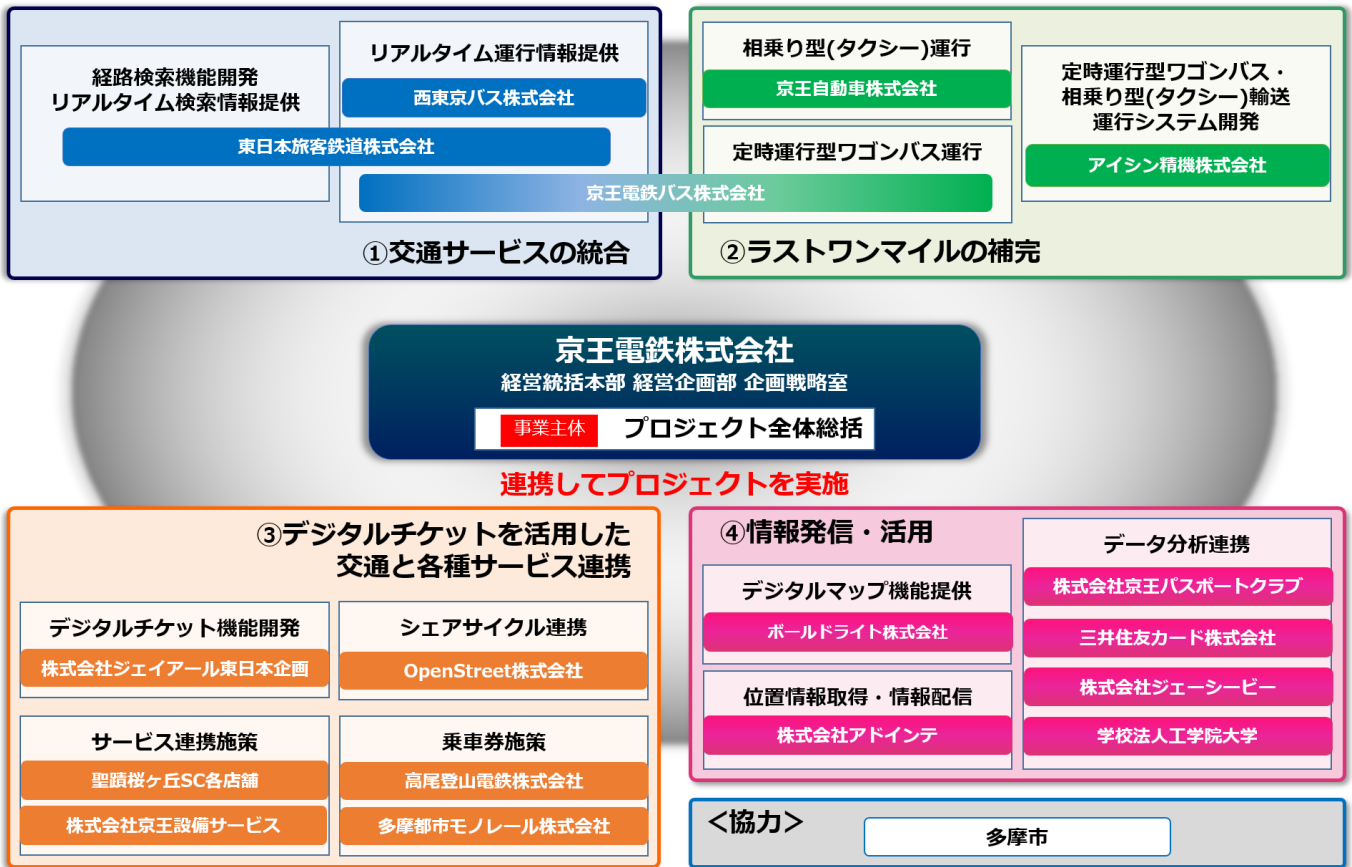 経路検索機能開発
リアルタイム検索情報提供
リアルタイム運行情報提供
西東京バス株式会社
東日本旅客鉄道株式会社
京王電鉄バス株式会社
①交通サービスの統合
相乗り型(タクシー)運行
京王自動車株式会社
定時運行型ワゴンバス運行
定時運行型ワゴンバス・
相乗り型(タクシー)輸送
運行システム開発
アイシン精機株式会社
②ラストワンマイルの補完
京王電鉄株式会社
経営統括本部 経営企画部 企画戦略室
事業主体 プロジェクト全体総括
連携してプロジェクトを実施
③デジタルチケットを活用した
交通と各種サービス連携
デジタルチケット機能開発
株式会社ジェイアール東日本企画
シェアサイクル連携
OpenStreet株式会社
サービス連携施策
聖蹟桜ヶ丘SC各店舗
株式会社京王設備サービス
乗車券施策
高尾登山電鉄株式会社
多摩都市モノレール株式会社
④情報発信・活用
デジタルマップ機能提供
ボールドライト株式会社
位置情報取得・情報配信
株式会社アドインテ
データ分析連携
株式会社京王パスポートクラブ
三井住友カード株式会社
株式会社ジェーシービー
学校法人工学院大学
＜協力＞
多摩市